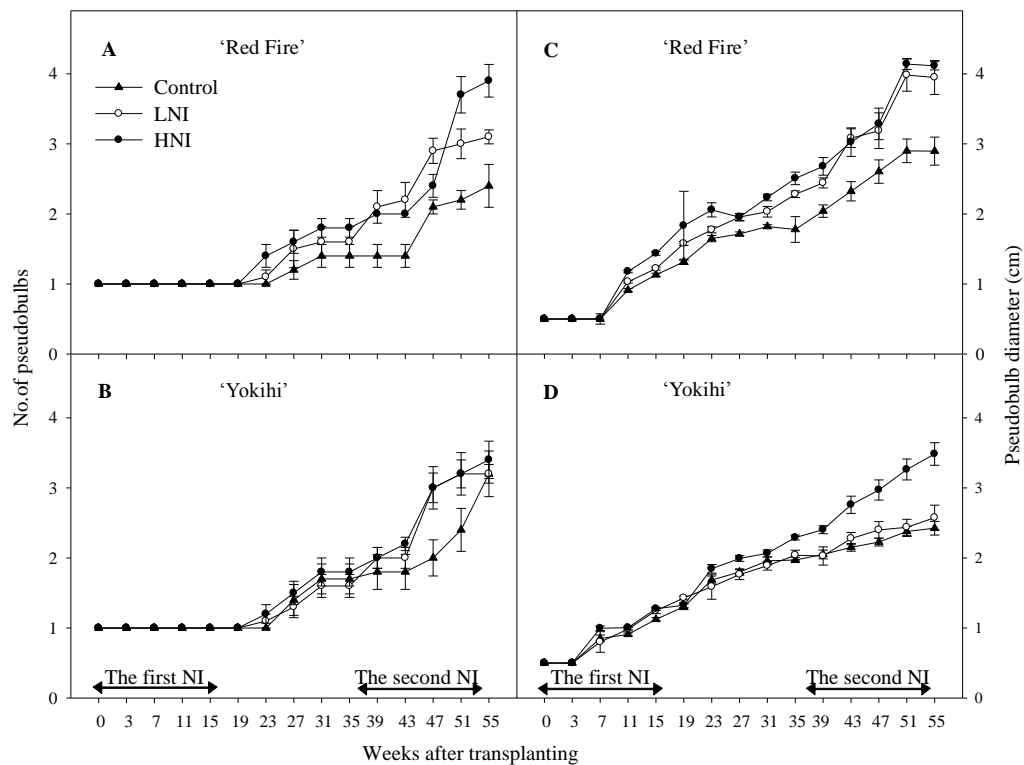 A
‘Red Fire’
C
‘Red Fire’
4
4
Control
LNI
HNI
3
3
2
2
1
1
0
0
B
‘Yokihi’
D
‘Yokihi’
4
4
3
3
2
2
1
1
The first NI
The second NI
The first NI
The second NI
0
0
0 3 7 11 15 19 23 27 31 35 39 43 47 51 55
0 3 7 11 15 19 23 27 31 35 39 43 47 51 55
Weeks after transplanting
No.of pseudobulbs
Pseudobulb diameter (cm)